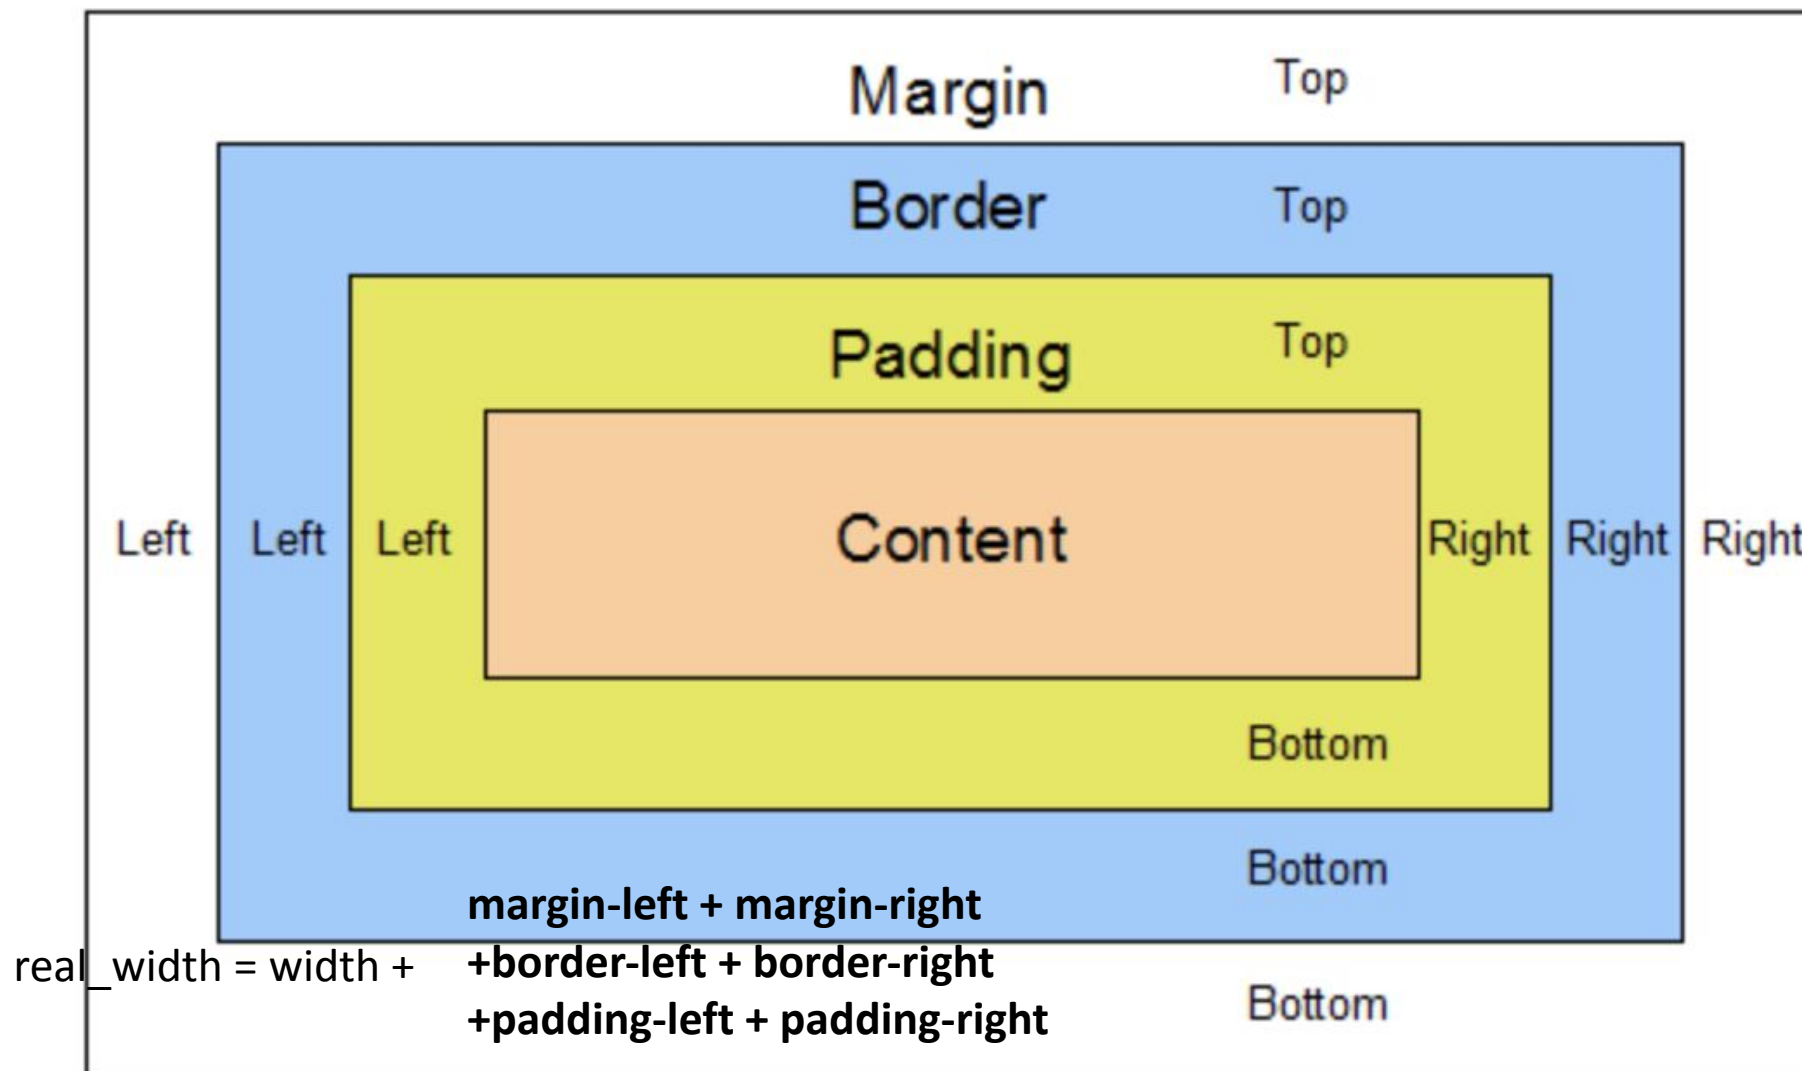 Margin Top
Border Top
Padding Top
Left Left Left Content Right Right Right
Bottom
Bottom
margin-left + margin-right
real_width = width + +border-left + border-right
+padding-left + padding-right
Bottom